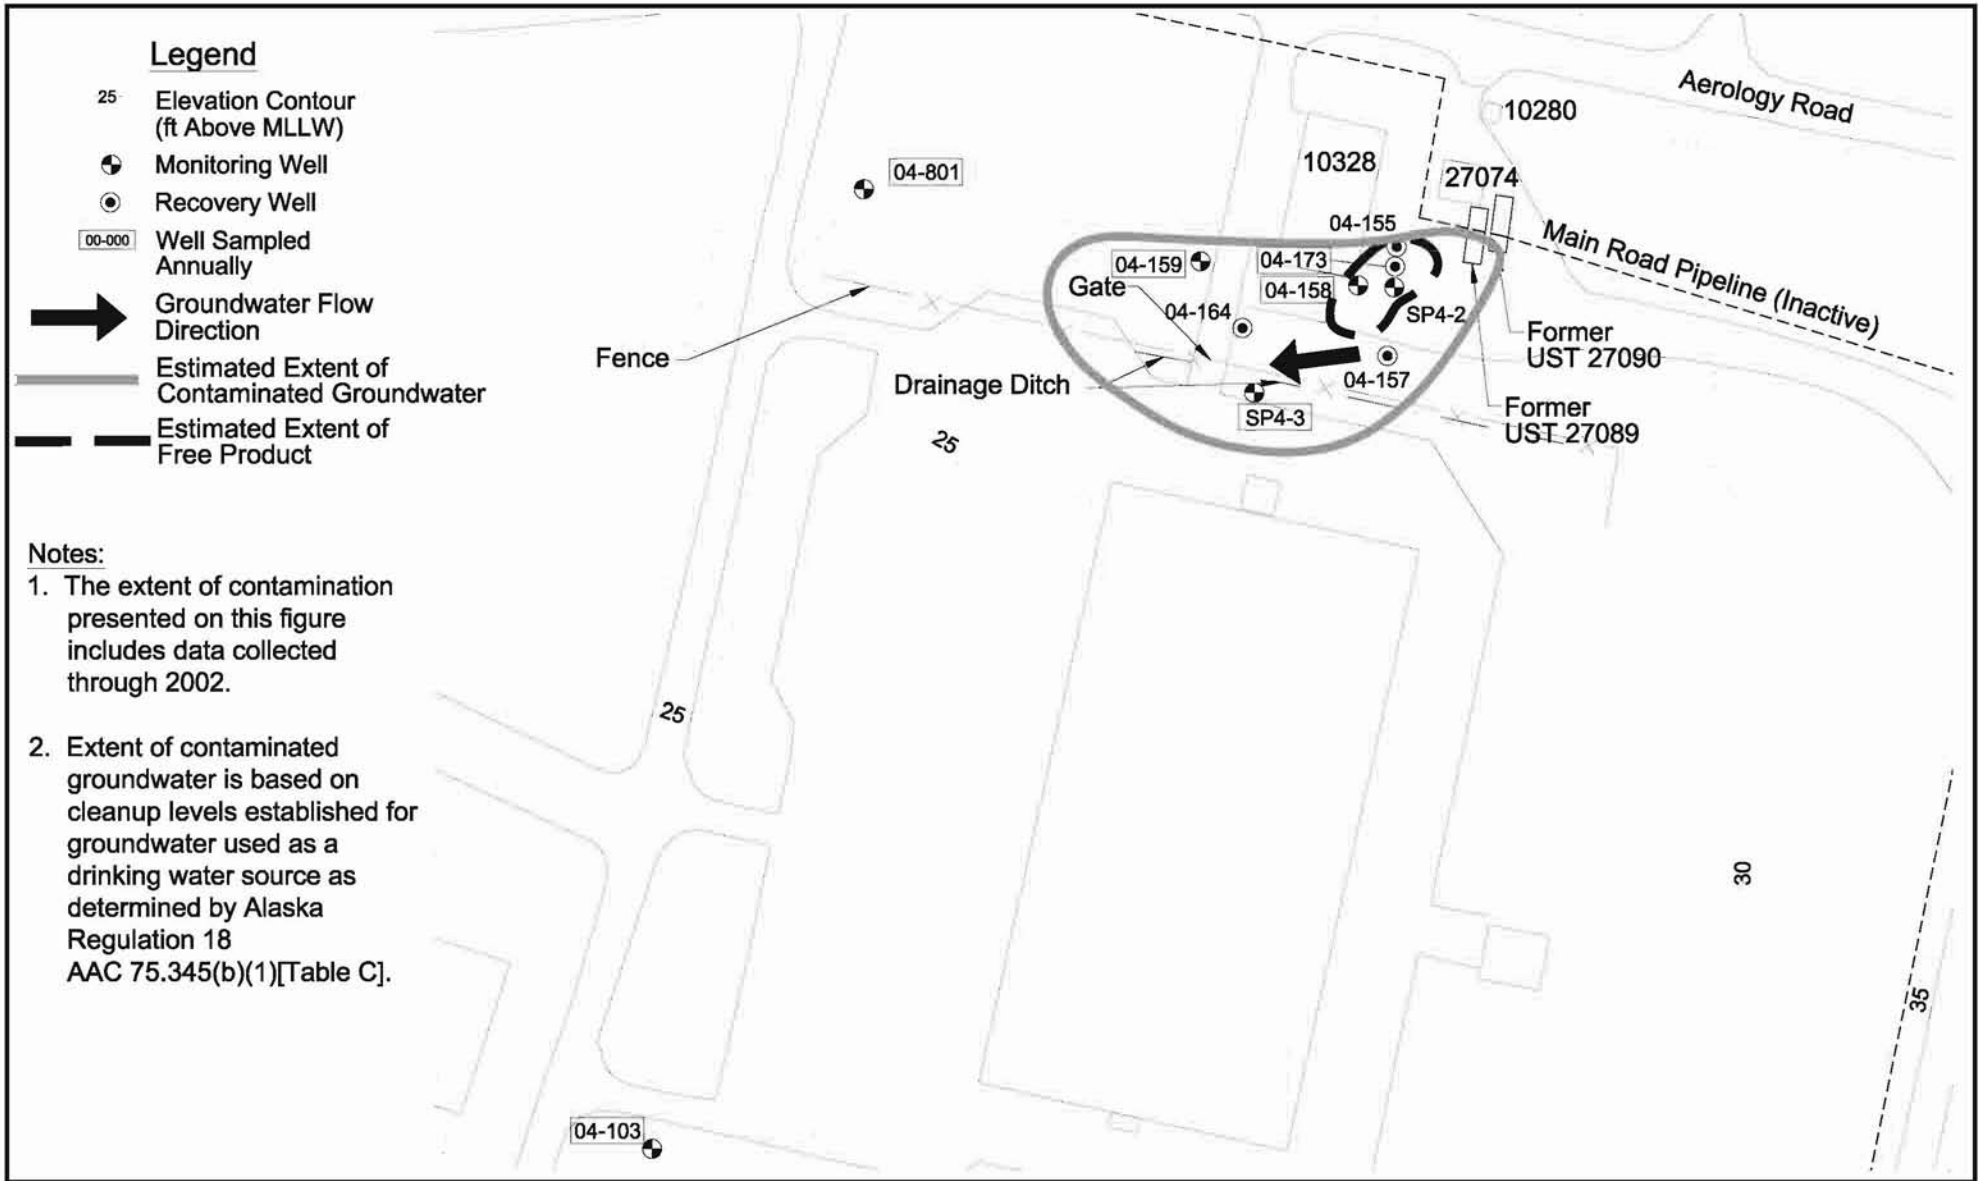 Legend
25 Elevation Contour
(ft Above MLLW)
Monitoring Well
Recovery Well
00-000 Well Sampled
Annually
Groundwater Flow
Direction
Estimated Extent of
Contaminated Groundwater
Estimated Extent of
Free Product
Notes:
1. The extent of contamination
presented on this figure
includes data collected
through 2002.
2. Extent of contaminated
groundwater is based on
cleanup levels established for
groundwater used as a
drinking water source as
determined by Alaska
Regulation 18
AAC 75.345(b)(1)[Table C].
Aerology Road
10280
10328
27074
04-801
04-155
Main Road Pipeline (Inactive)
04-159
04-173
04-158
Gate
04-164
SP4-2
Former
UST 27090
Fence
Drainage Ditch
04-157
SP4-3
Former
UST 27089
25
25
30
35
04-103